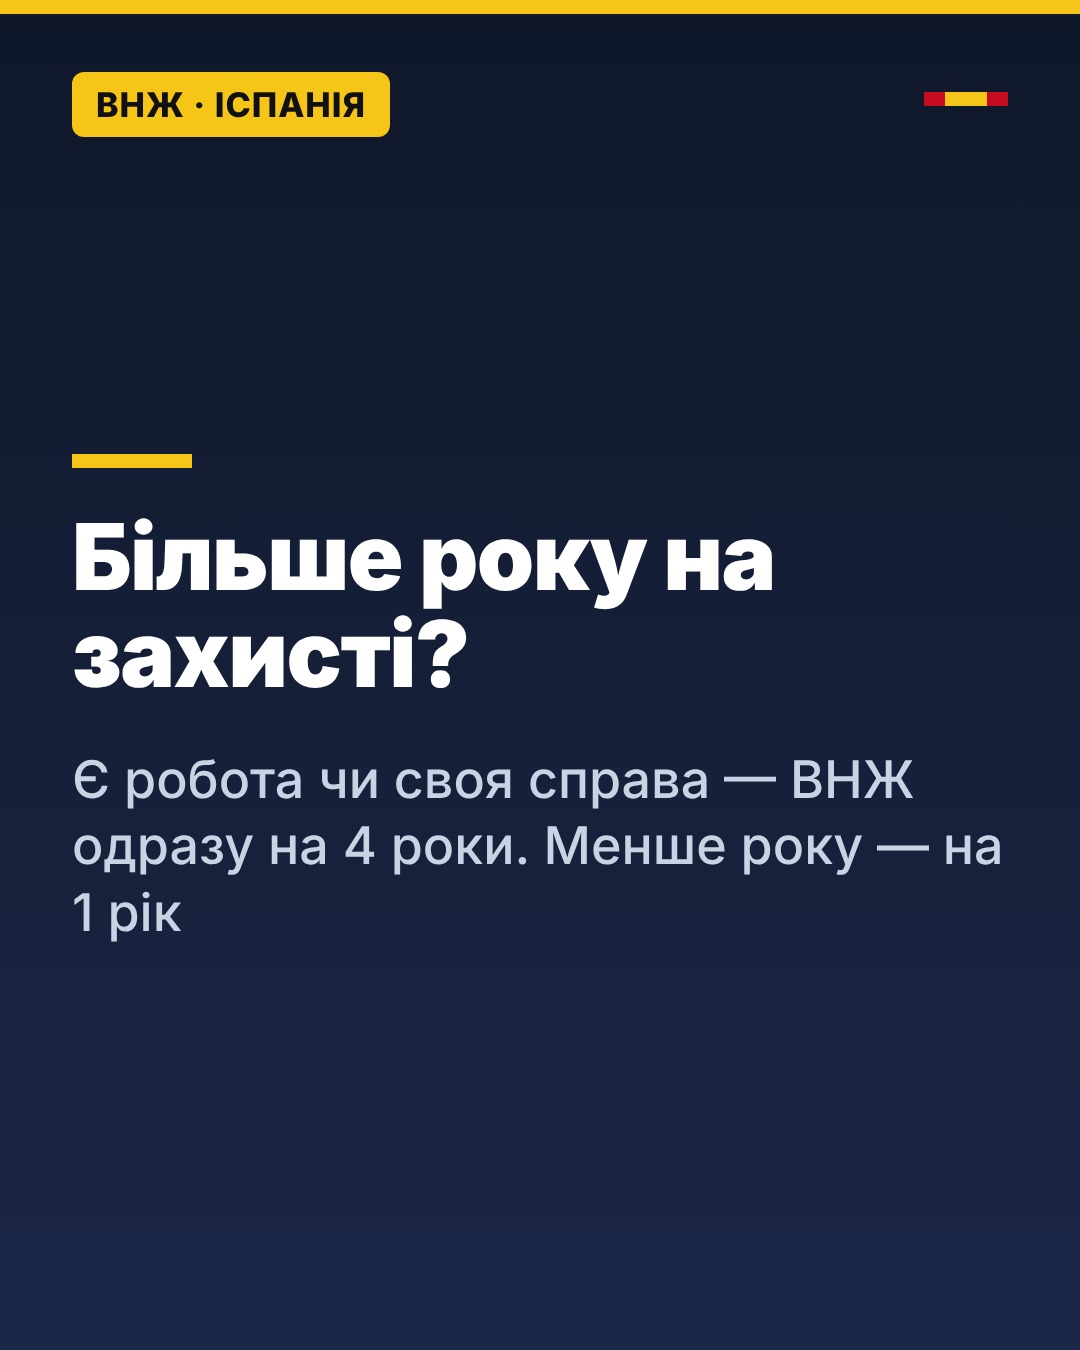 ВНЖ · ІСПАНІЯ
Більше року на
захисті?
Є робота чи своя справа — ВНЖ
одразу на 4 роки. Менше року — на
1 рік